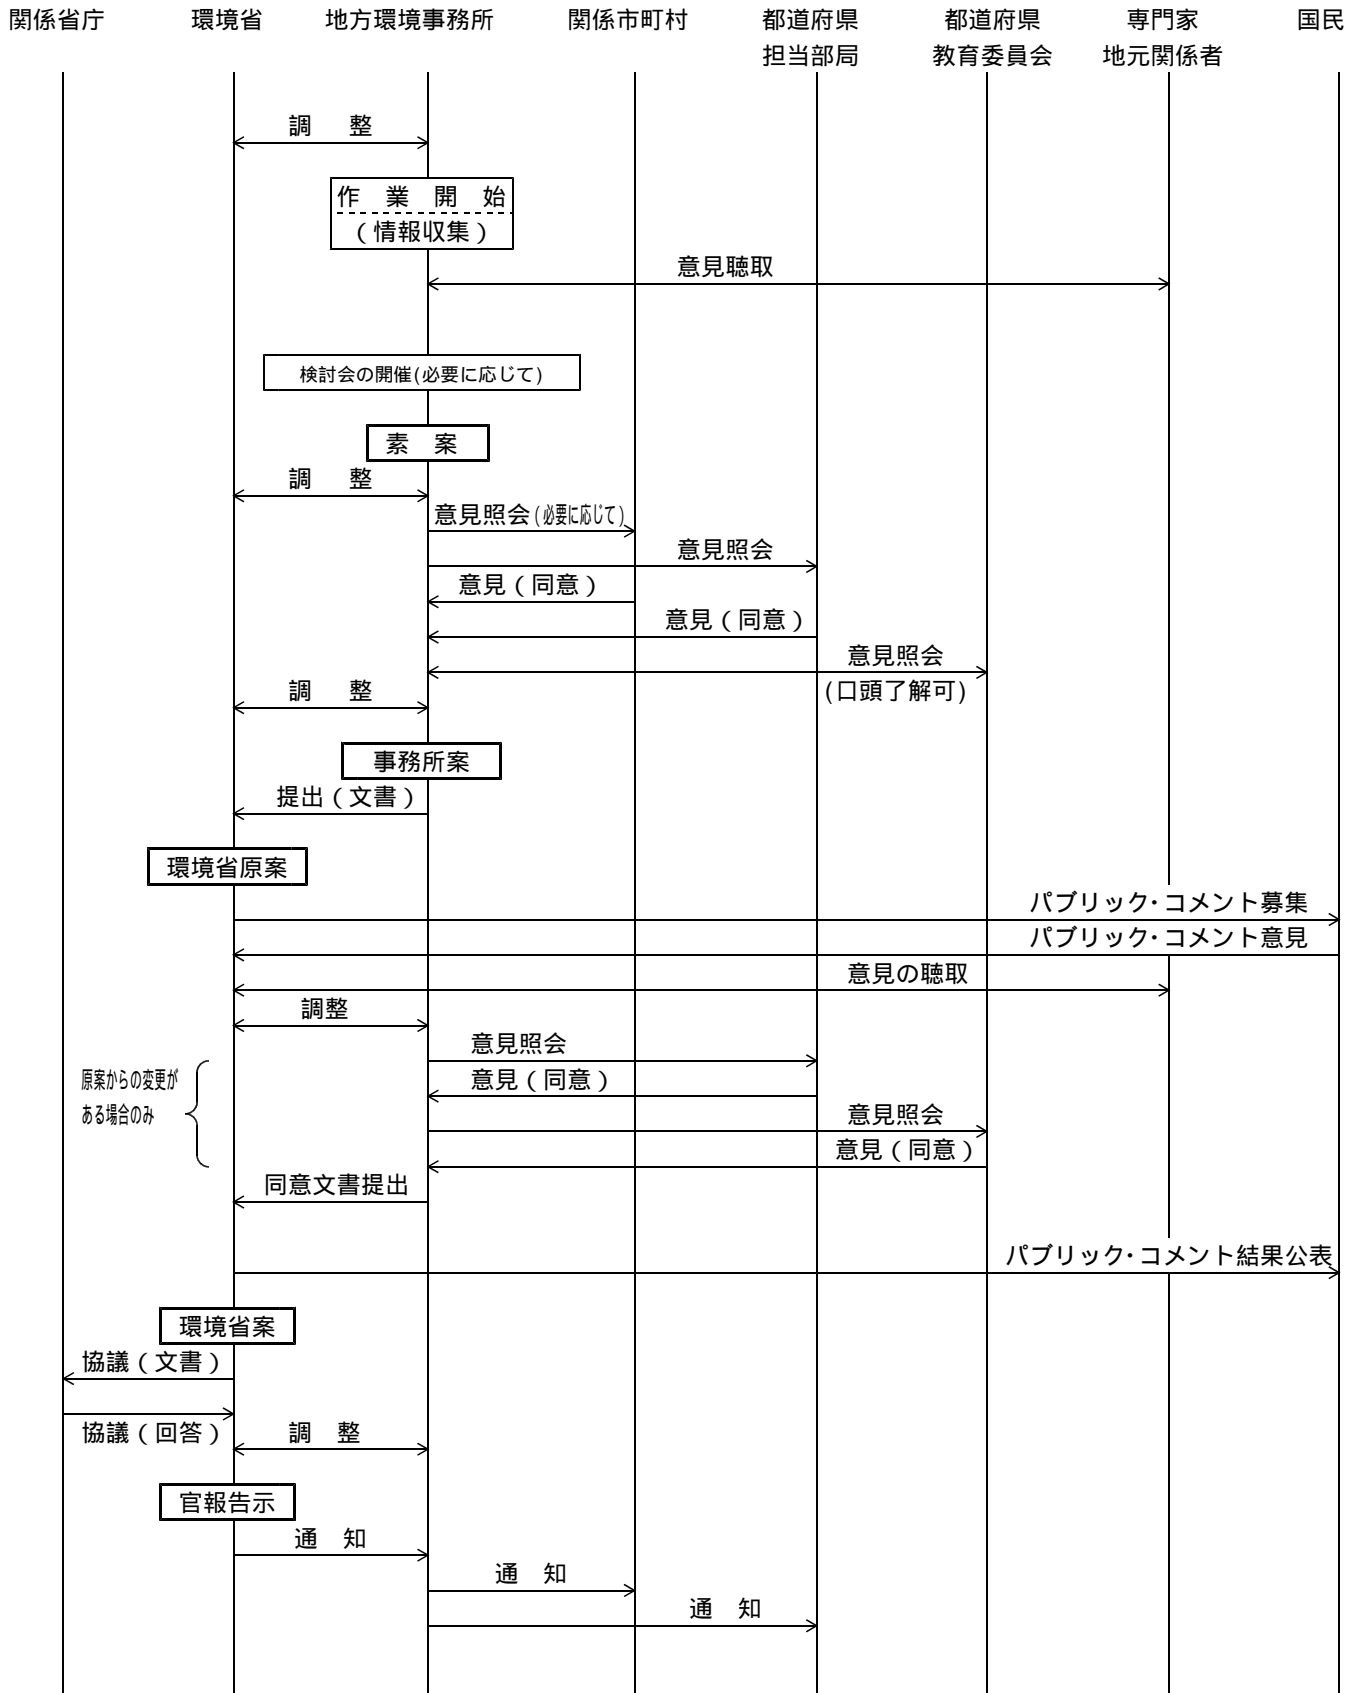 関係省庁 環境省 地方環境事務所 関係市町村 都道府県 都道府県 専門家 国民
担当部局 教育委員会 地元関係者
調 整
作 業 開 始
(情報収集)
意見聴取
検討会の開催(必要に応じて)
素 案
調 整
意見照会(必要に応じて)
意見照会
意見(同意)
意見(同意)
意見照会
調 整 (口頭了解可)
事務所案
提出(文書)
環境省原案
パブリック・コメント募集
パブリック・コメント意見
意見の聴取
調整
意見照会
原案からの変更が 意見(同意)
ある場合のみ 意見照会
意見(同意)
同意文書提出
パブリック・コメント結果公表
環境省案
協議(文書)
協議(回答) 調 整
官報告示
通 知
通 知
通 知